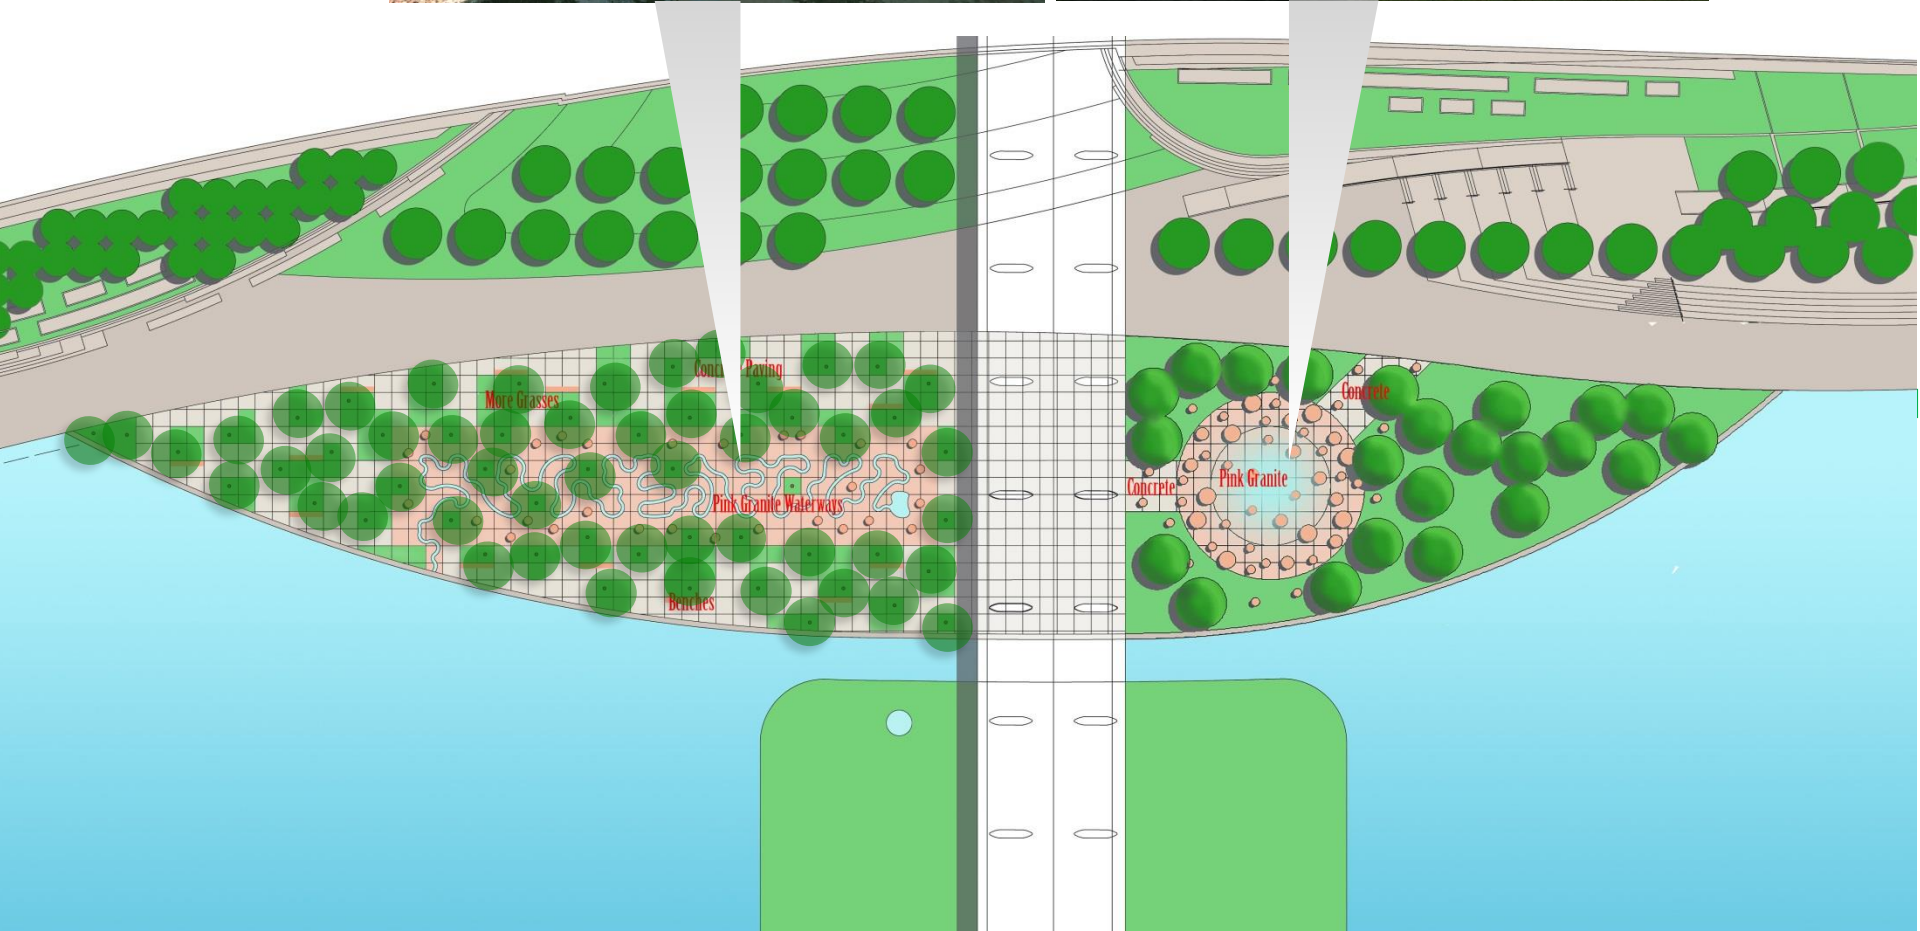 Paving
More Grasses
Concrete
Pink Granite
Concrete
Pink Granite Waterways
Benches